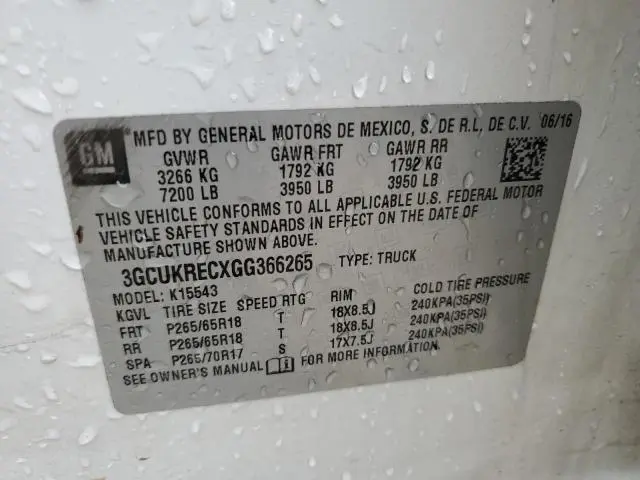 GM
MFD BY GENERAL MOTORS DE MEXICO, S. DE R.L, DE C.V. 06/16
GVWR GAWR FRT GAWR RR
3266 KG 1792 KG 1792 KG
7200 LB 3950 LB 3950 LB
THIS VEHICLE CONFORMS TO ALL APPLICABLE U.S. FEDERAL MOTOR
VEHICLE SAFETY STANDARDS IN EFFECT ON THE DATE OF
MANUFACTURE SHOWN ABOVE.
3GCUKRECXGG366265 TYPE: TRUCK
MODEL: K15543
KGVL TIRE SIZE SPEED RTG RIM COLD TIRE PRESSURE
FRT P265/65R18 T 18X8.5J 240KPA(35PSI)
RR P265/65R18 T 18X8.5J 240KPA(35PSI)
SPA P265/70R17 S 17X7.5J 240KPA(35PSI)
SEE OWNER'S MANUAL FOR MORE INFORMATION.